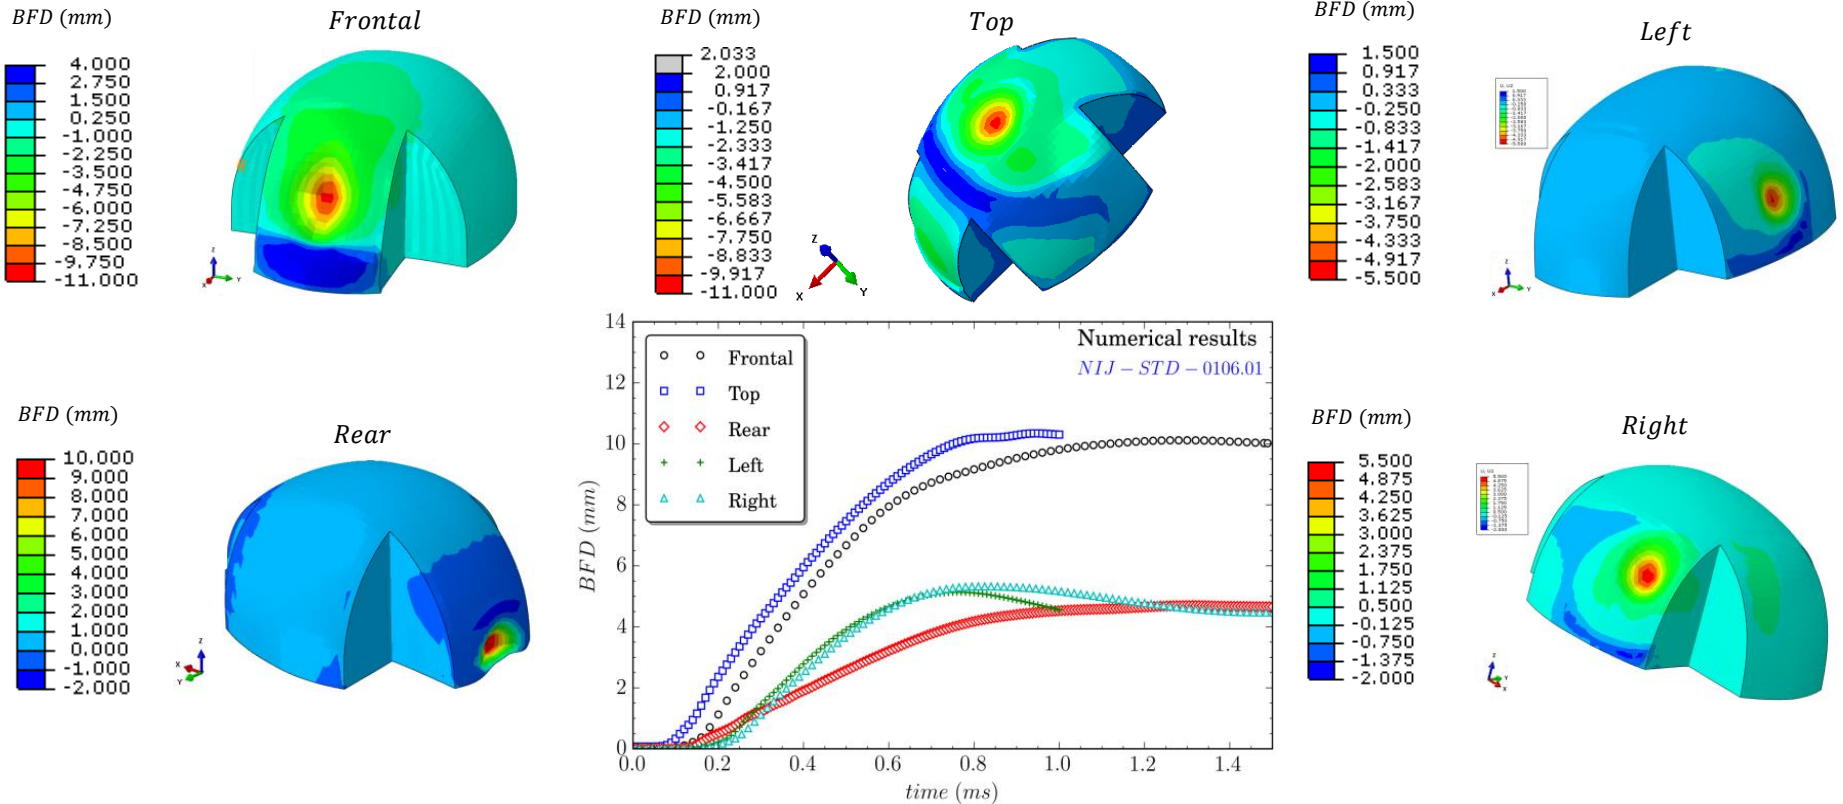 BFD (mm)
Frontal
4.000
2.750
1.500
0.250
-1.000
-2.250
-3.500
-4.750
-6.000
-7.250
-8.500
-9.750
-11.000
Z
X
Y
BFD (mm)
Top
2.033
2.000
0.917
-0.167
-1.250
-2.333
-3.417
-4.500
-5.583
-6.667
-7.750
-8.833
-9.917
-11.000
Z
X
Y
BFD (mm)
Left
1.500
0.917
0.333
-0.250
-0.833
-1.417
-2.000
-2.583
-3.167
-3.750
-4.333
-4.917
-5.500
U, U2
Z
X
Y
BFD (mm)
Rear
10.000
9.000
8.000
7.000
6.000
5.000
4.000
3.000
2.000
1.000
0.000
-1.000
-2.000
Z
X
Y
14
12
10
8
6
4
2
0
BFD (mm)
Frontal
Top
Rear
Left
Right
Numerical results
NIJ − STD − 0106.01
0.0 0.2 0.4 0.6 0.8 1.0 1.2 1.4
time (ms)
BFD (mm)
Right
5.500
4.875
4.250
3.625
3.000
2.375
1.750
1.125
0.500
-0.125
-0.750
-1.375
-2.000
U, U2
Z
Y
X